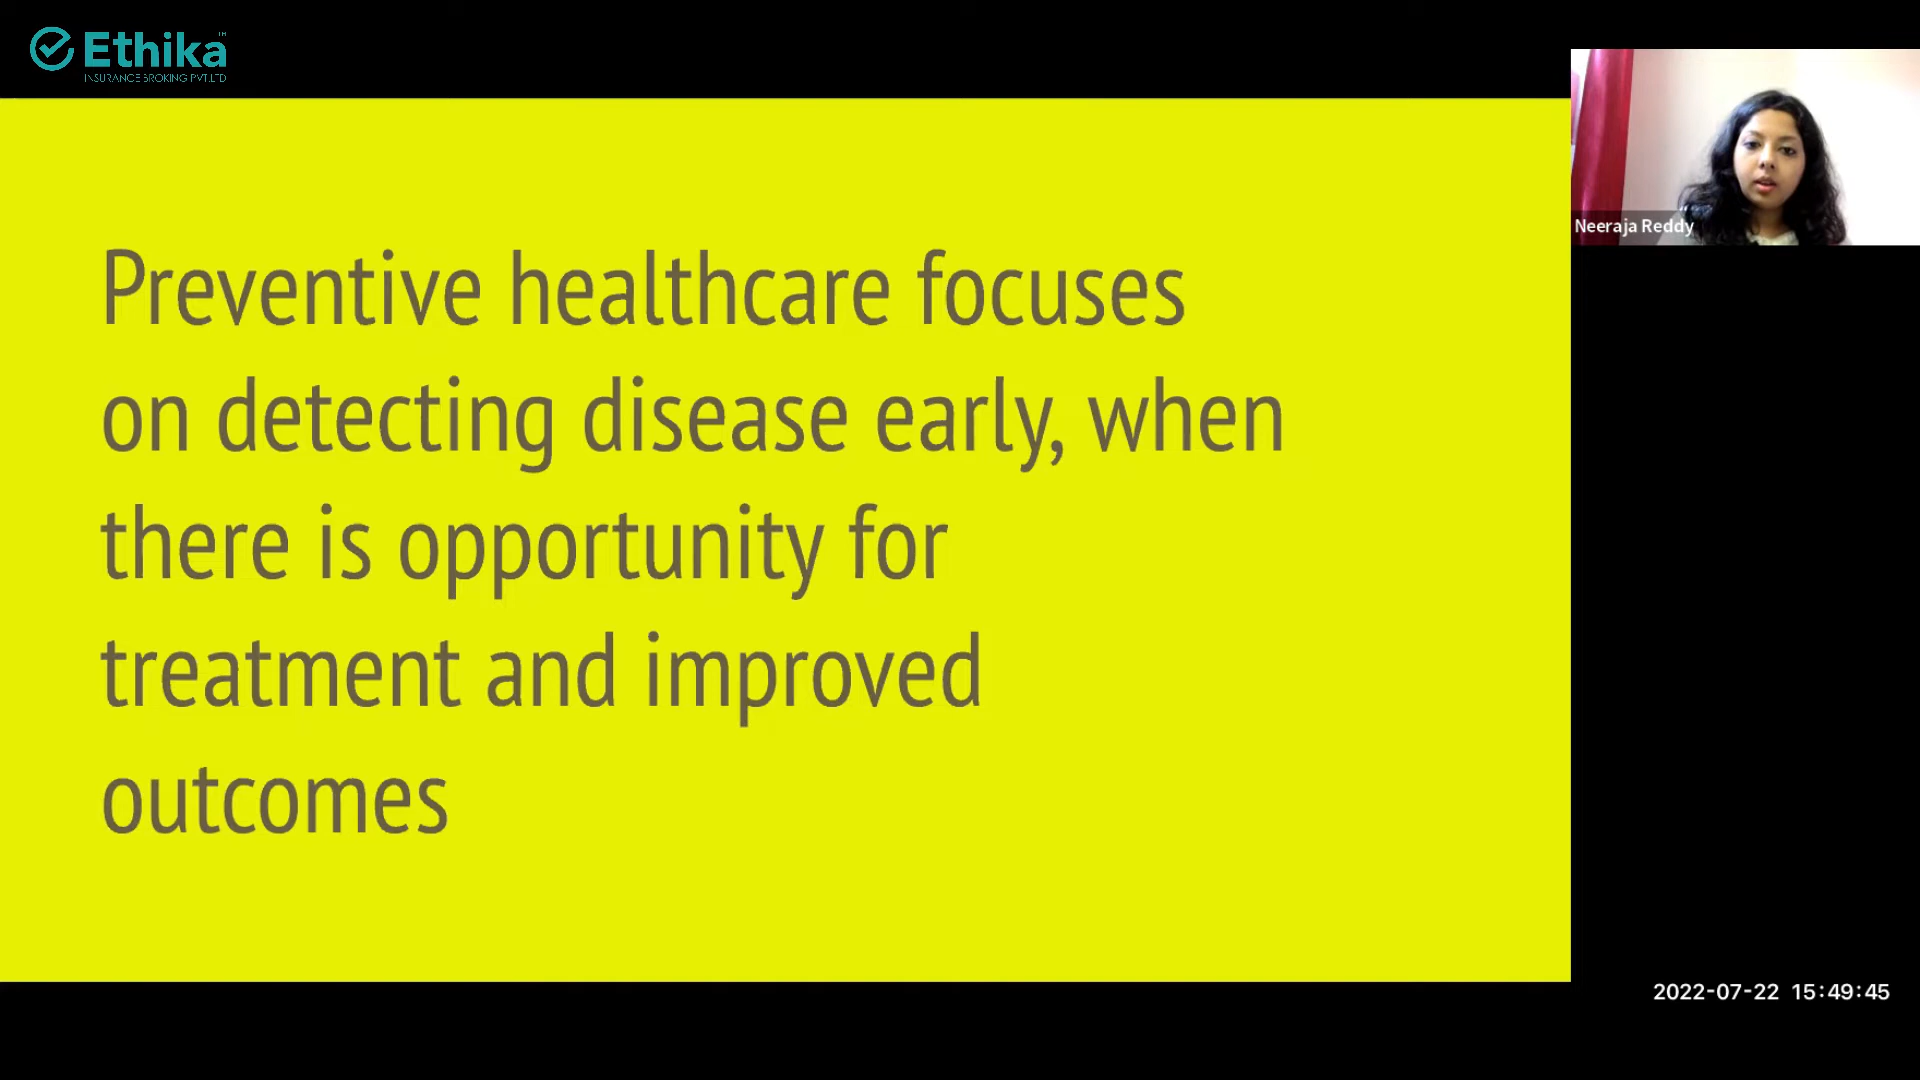 Ethika
TM
INSURANCE BROKING PVT.LTD
Neeraja Reddy
Preventive healthcare focuses
on detecting disease early, when
there is opportunity for
treatment and improved
outcomes
2022-07-22 15:49:45